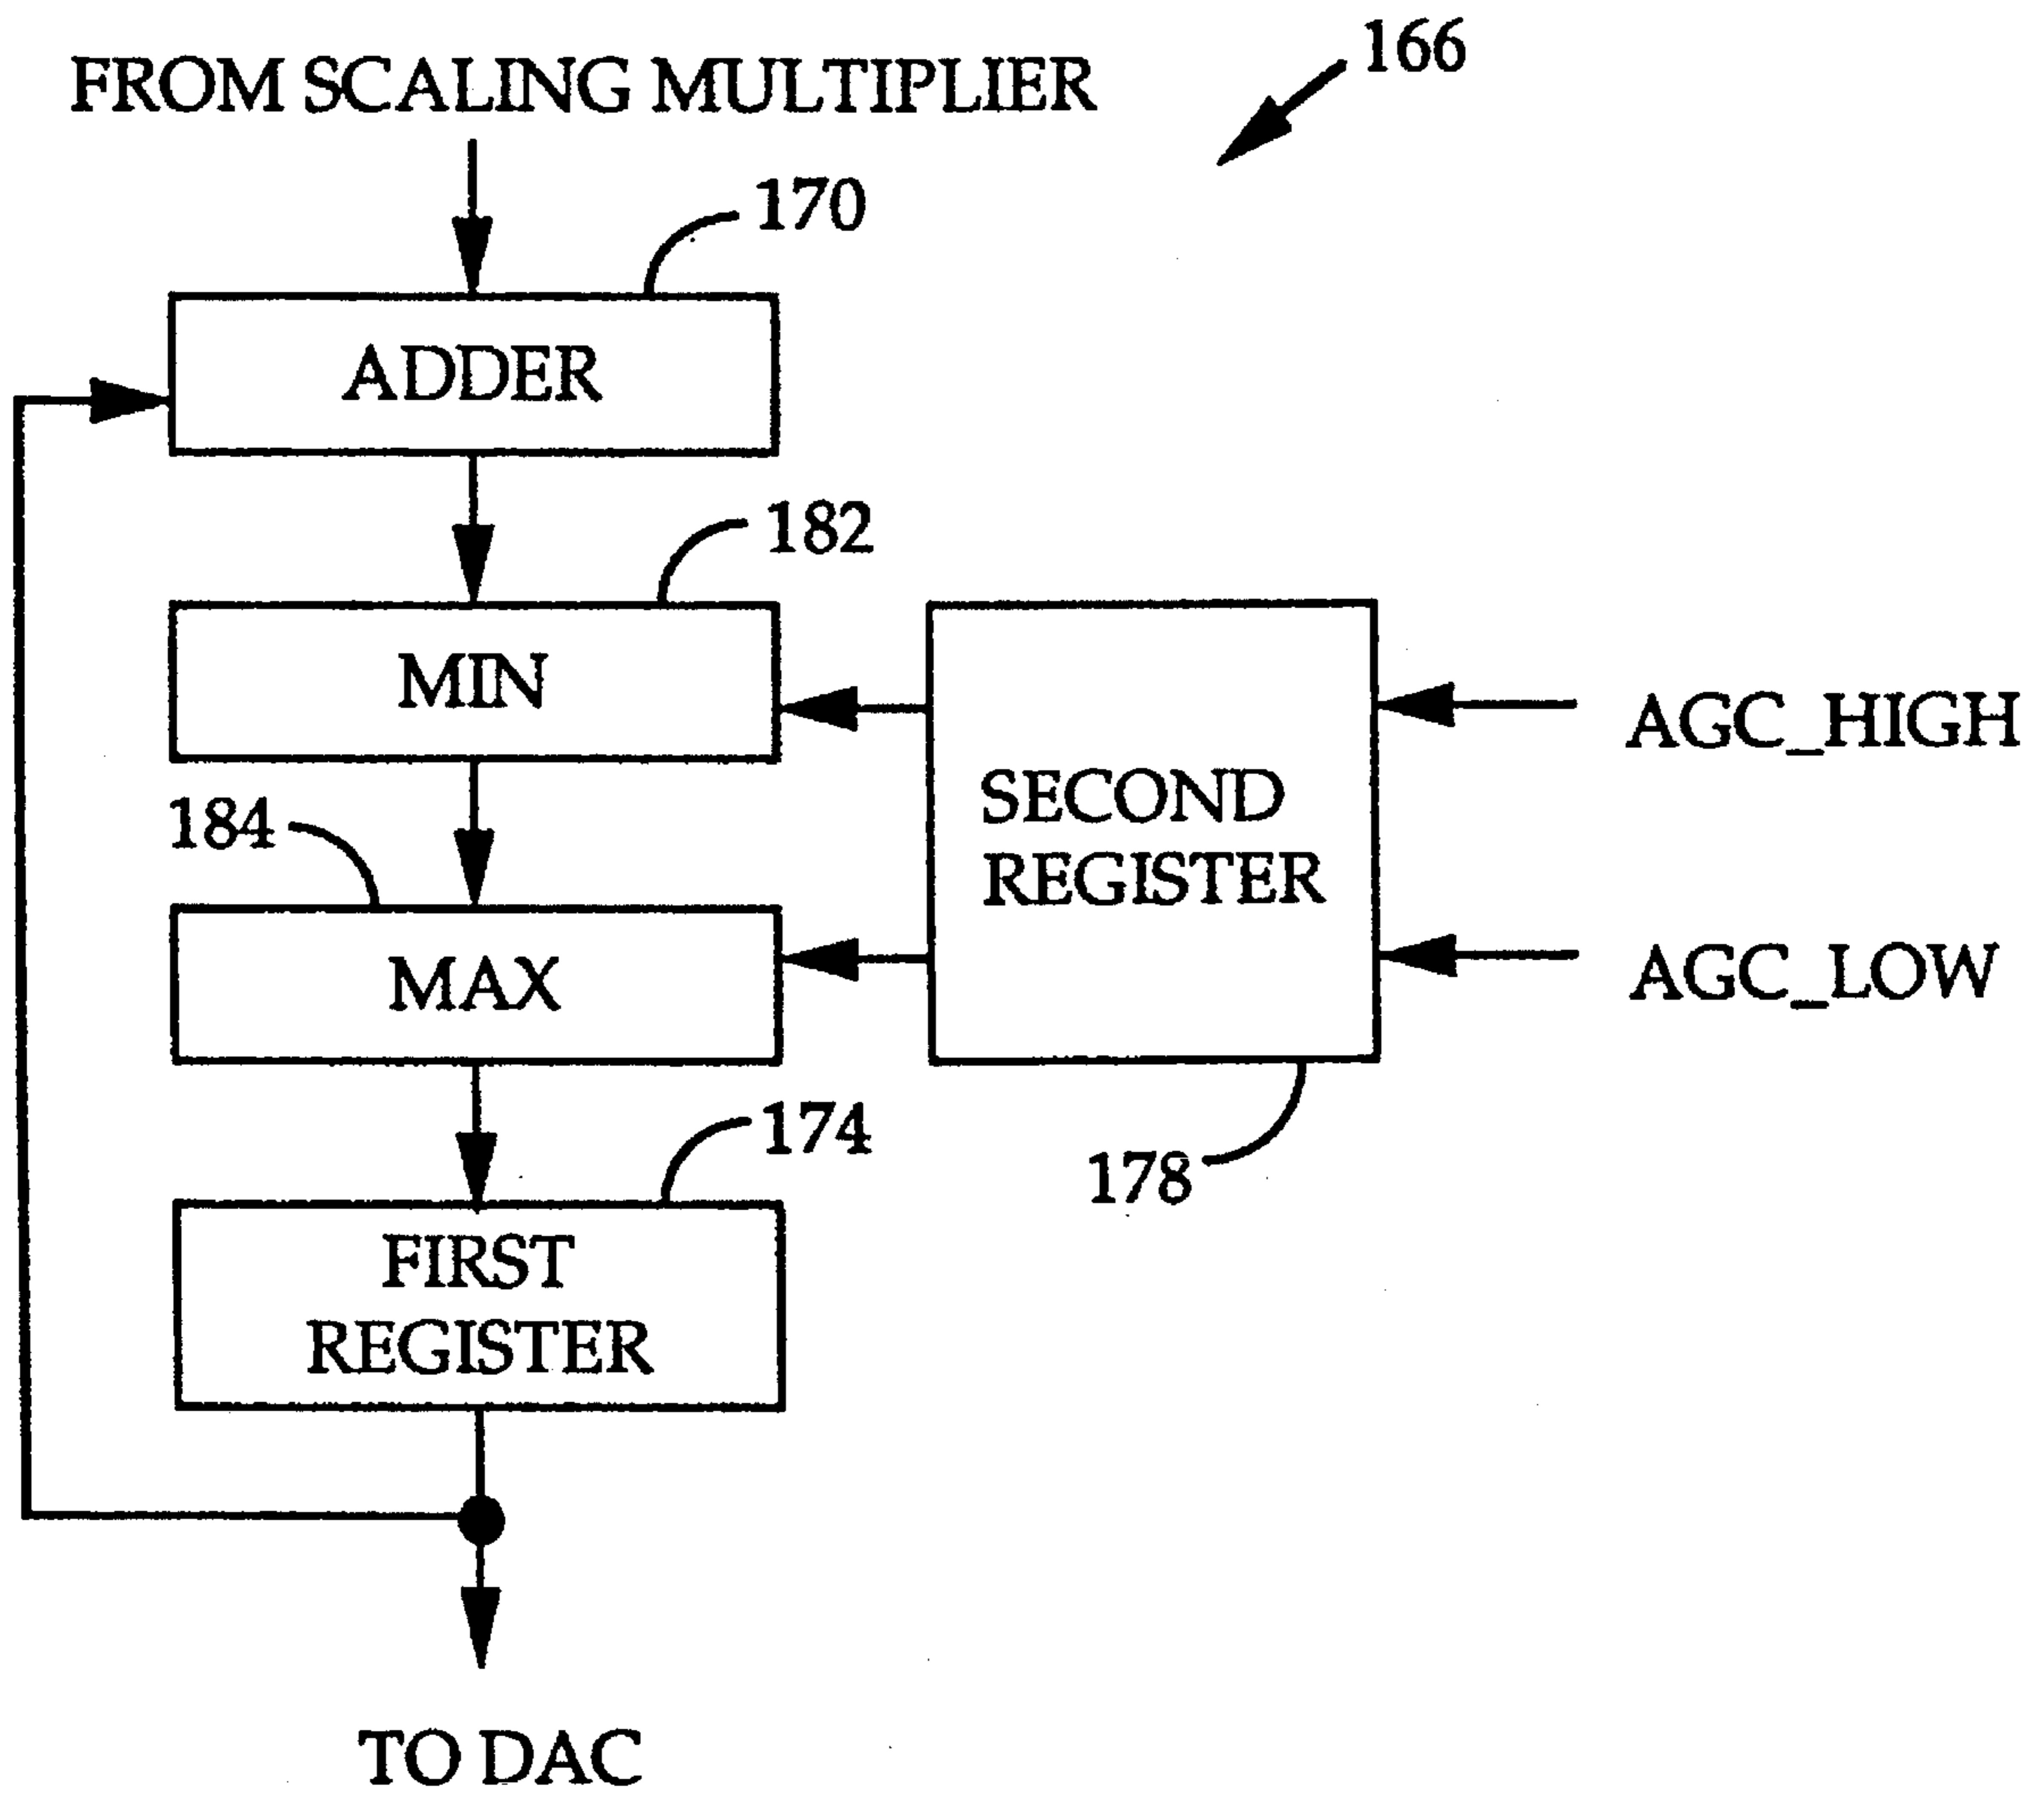 166
FROM SCALING MULTIPLIER
170
ADDER
182
MIN
AGC_HIGH
SECOND
REGISTER
184
MAX
AGC_LOW
174
178
FIRST
REGISTER
TO DAC